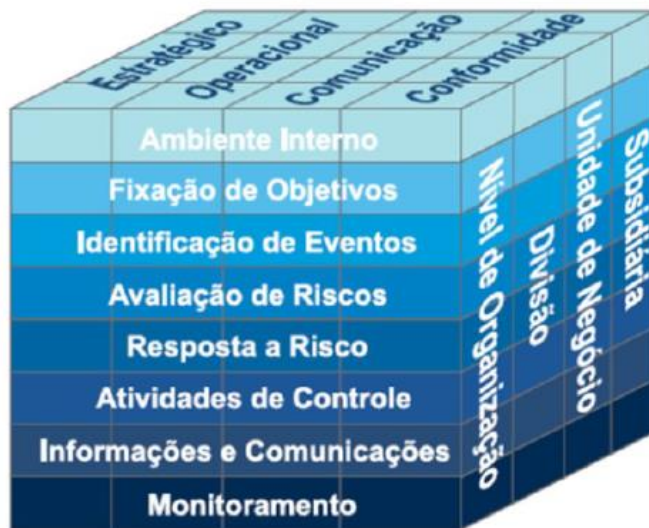 Estratégico
Operacional
Comunicação
Conformidade
Ambiente Interno
Fixação de Objetivos
Identificação de Eventos
Avaliação de Riscos
Resposta a Risco
Atividades de Controle
Informações e Comunicações
Monitoramento
Nível de Organização
Divisão
Unidade de Negócio
Subsidiária